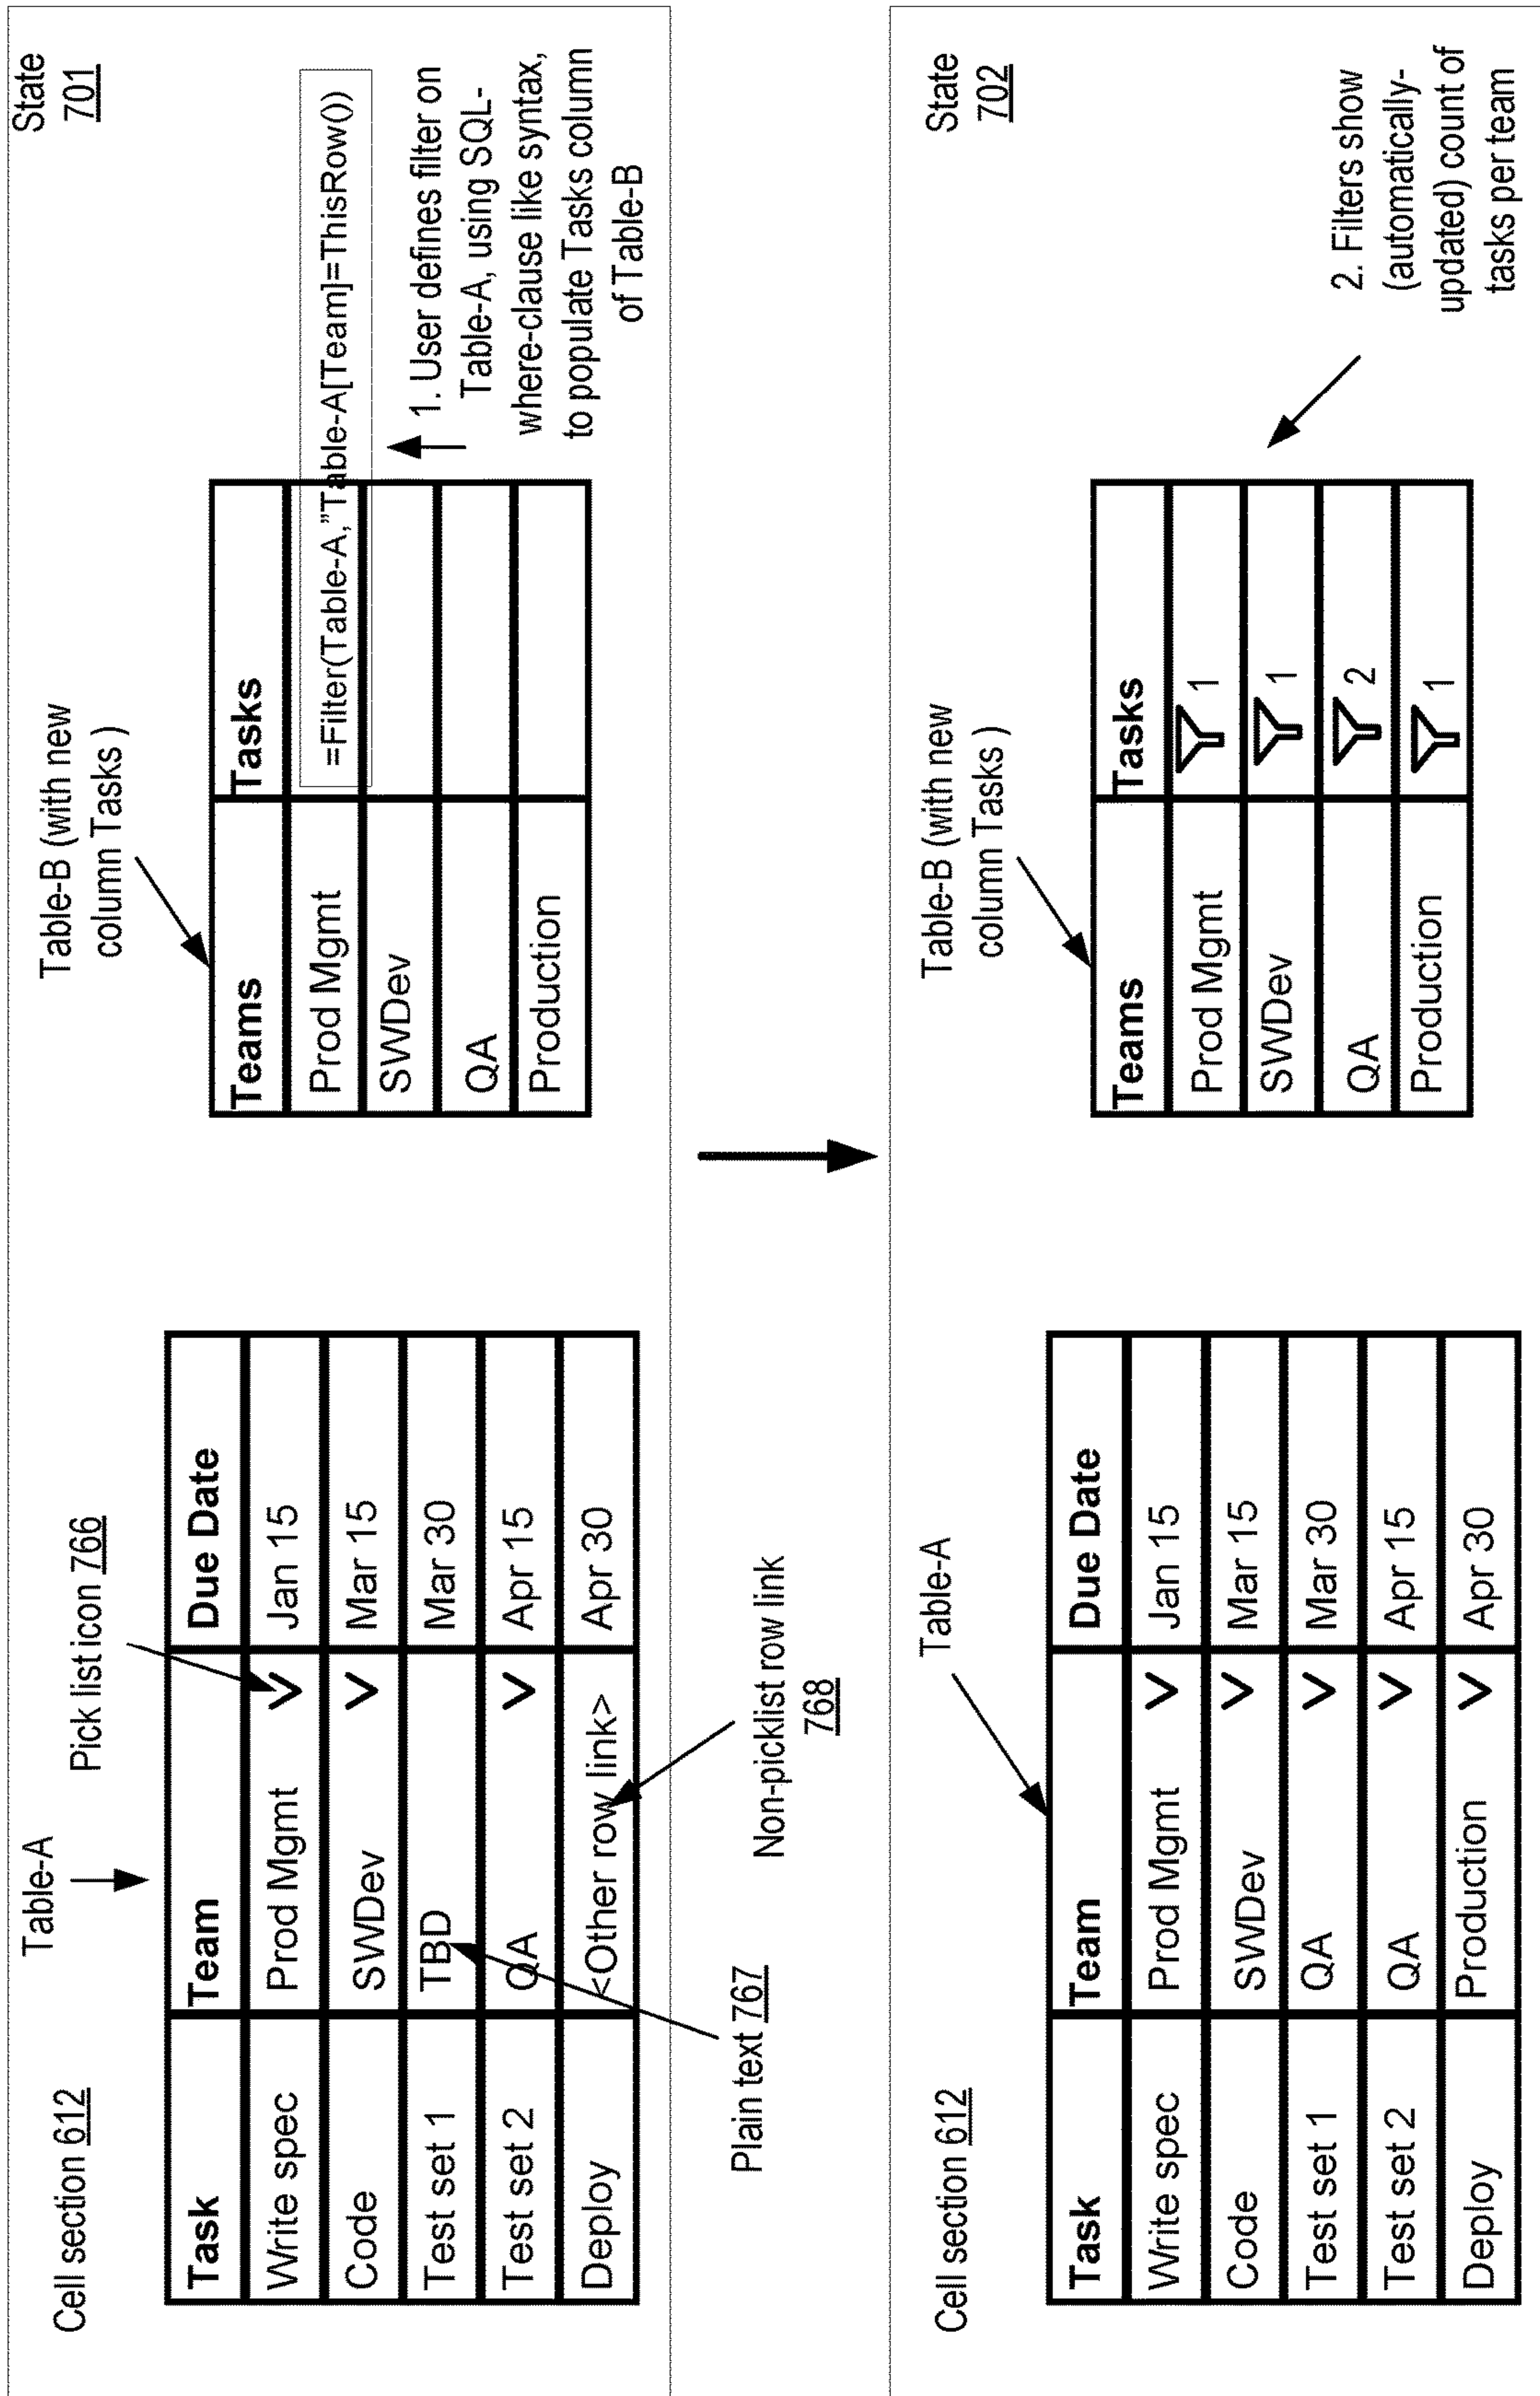 State
701
Cell section 612
Table-A
Pick list icon 766
Task Team Due Date
Write spec Prod Mgmt V Jan 15
Code SWDev V Mar 15
Test set 1 TBD Mar 30
Test set 2 QA V Apr 15
Deploy <Other row link> Apr 30
Plain text 767
Non-picklist row link
768
Table-B (with new
column Tasks )
Teams Tasks
Prod Mgmt
SWDev
QA
Production
=Filter(Table-A,”Table-A[Team]=ThisRow())
1. User defines filter on
Table-A, using SQL-
where-clause like syntax,
to populate Tasks column
of Table-B
State
702
Cell section 612
Table-A
Task Team Due Date
Write spec Prod Mgmt V Jan 15
Code SWDev V Mar 15
Test set 1 QA V Mar 30
Test set 2 QA V Apr 15
Deploy Production V Apr 30
Table-B (with new
column Tasks )
Teams Tasks
Prod Mgmt 1
SWDev 1
QA 2
Production 1
2. Filters show
(automatically-
updated) count of
tasks per team